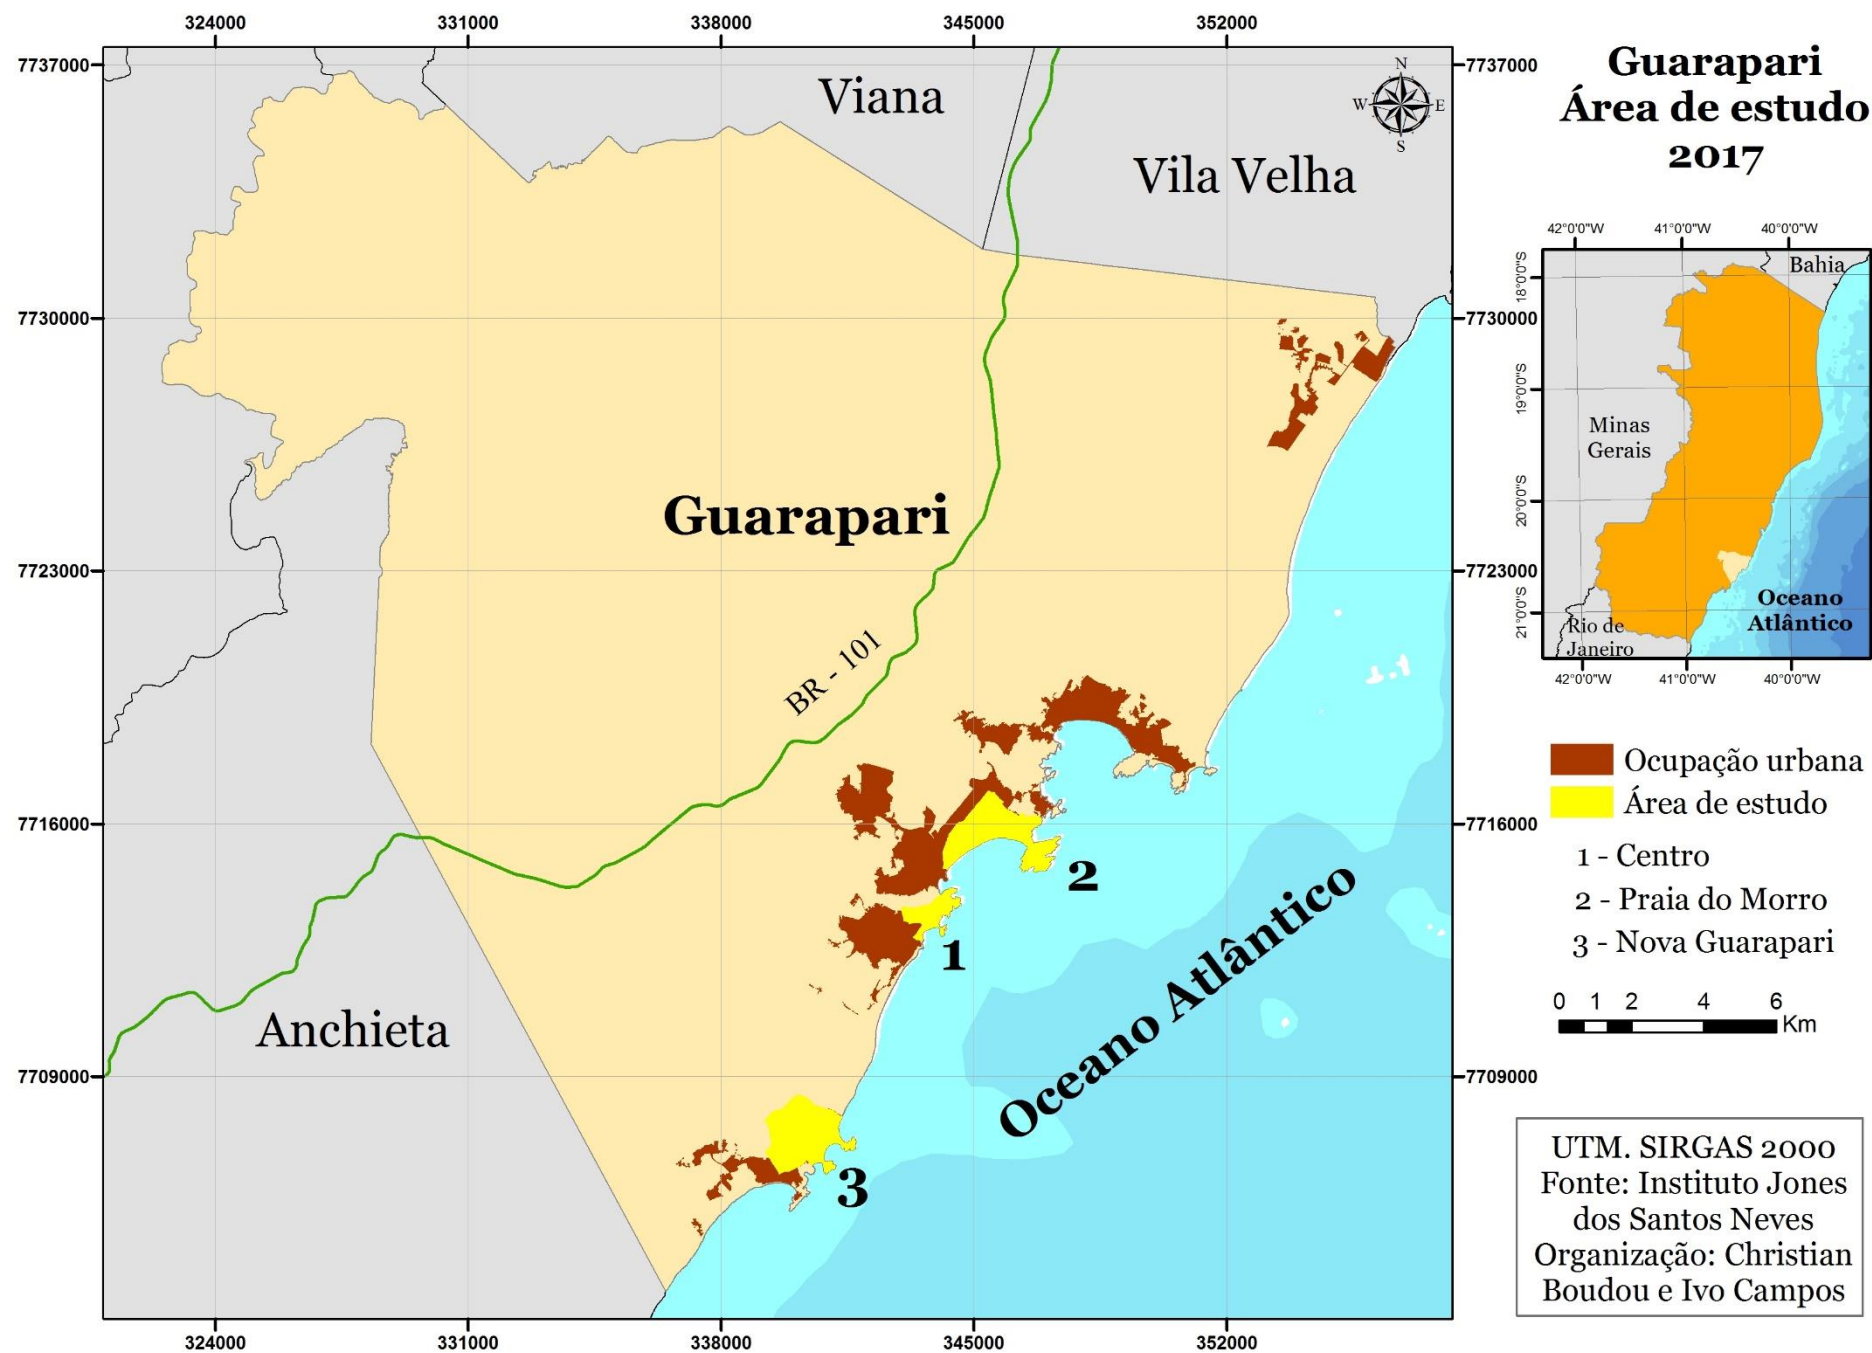 324000
331000
338000
345000
352000
7737000
7737000
Guarapari
Área de estudo
2017
Viana
Vila Velha
N
W
E
S
42°0'0"W
41°0'0"W
40°0'0"W
Bahia
18°0'0"S
19°0'0"S
20°0'0"S
21°0'0"S
Minas
Gerais
Oceano
Atlântico
Rio de
Janeiro
42°0'0"W
41°0'0"W
40°0'0"W
7730000
7730000
Guarapari
7723000
7723000
BR - 101
Ocupação urbana
Área de estudo
1 - Centro
2 - Praia do Morro
3 - Nova Guarapari
0 1 2 4 6
Km
7716000
7716000
2
1
Oceano Atlântico
Anchieta
7709000
7709000
3
UTM. SIRGAS 2000
Fonte: Instituto Jones
dos Santos Neves
Organização: Christian
Boudou e Ivo Campos
324000
331000
338000
345000
352000